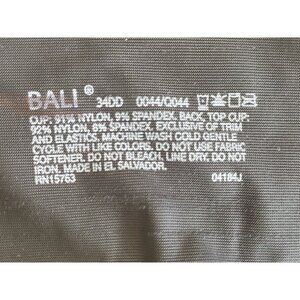 BALI® 34DD 0044/Q044
CUP: 91% NYLON, 9% SPANDEX. BACK, TOP CUP:
92% NYLON, 8% SPANDEX. EXCLUSIVE OF TRIM
AND ELASTICS. MACHINE WASH COLD GENTLE
CYCLE WITH LIKE COLORS. DO NOT USE FABRIC
SOFTENER. DO NOT BLEACH. LINE DRY. DO NOT
IRON. MADE IN EL SALVADOR.
RN15763 04184J